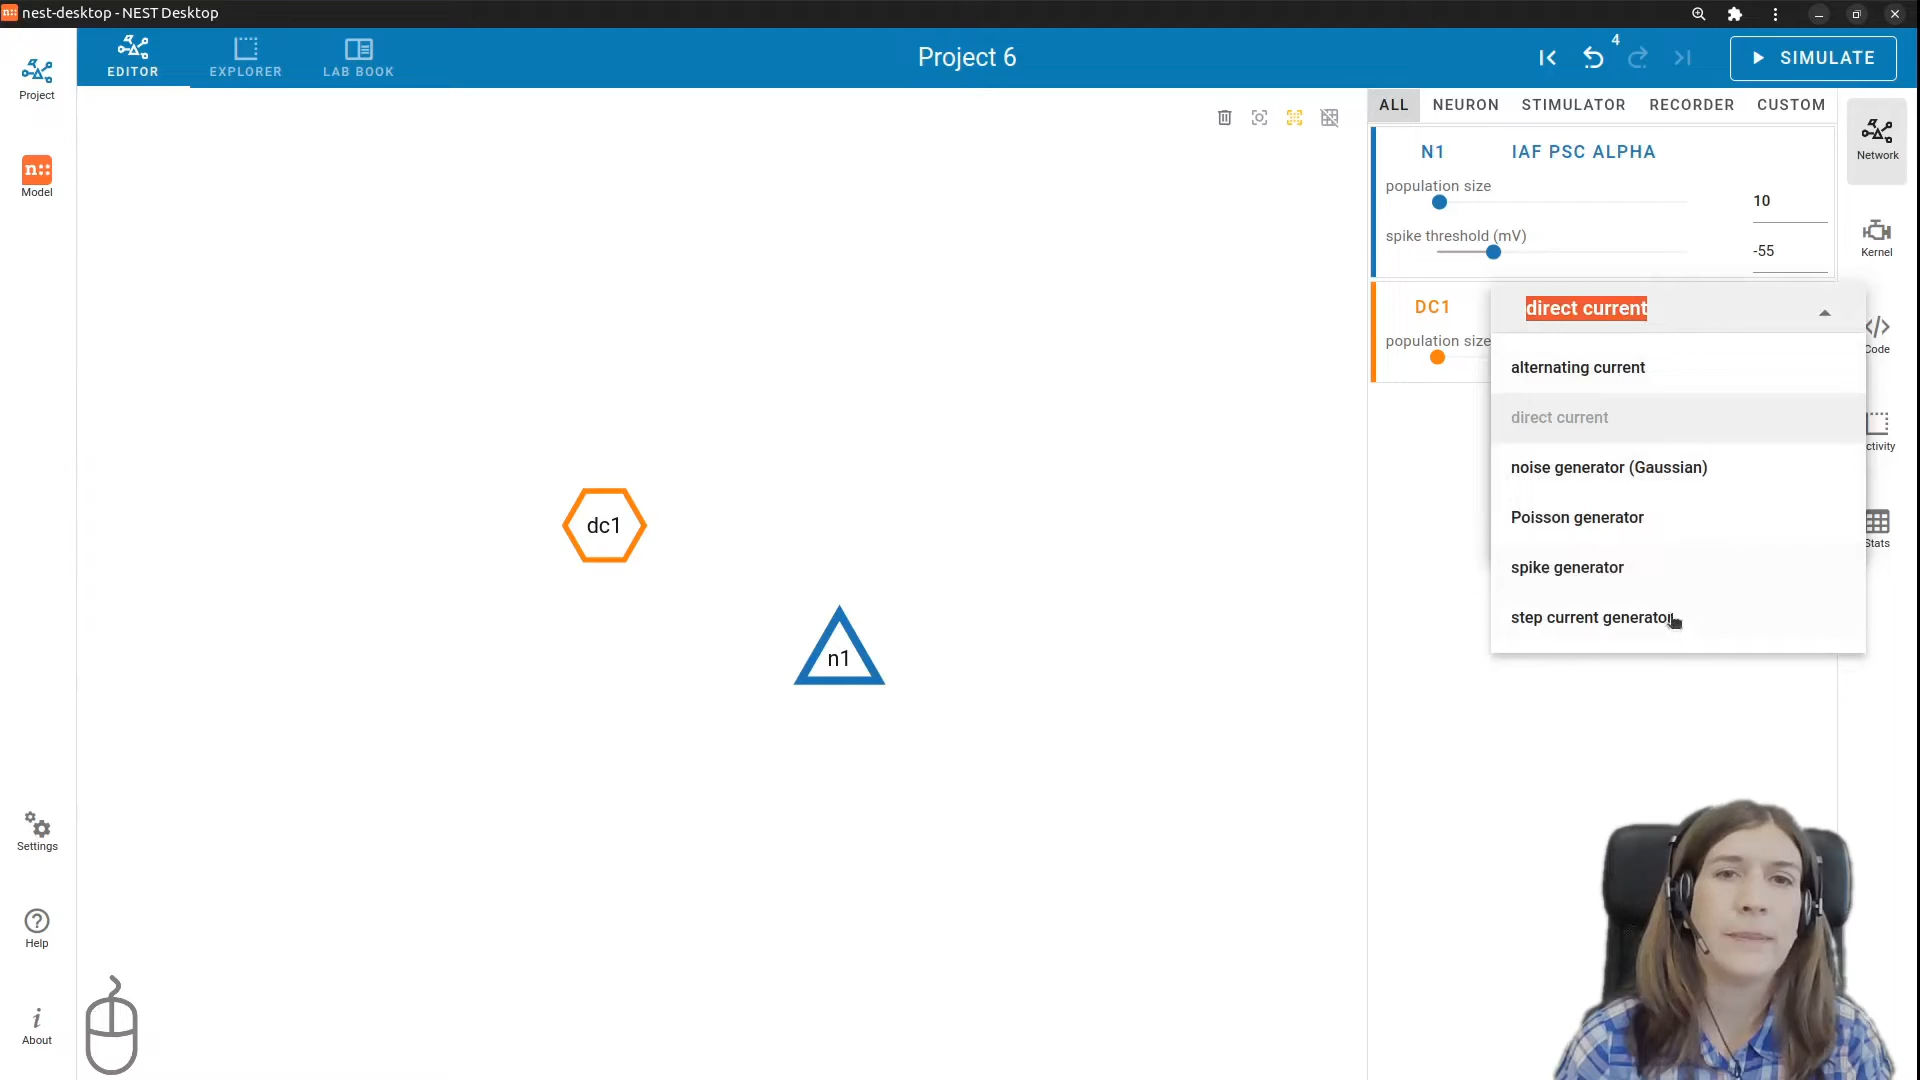 n:: nest-desktop - NEST Desktop
EDITOR
EXPLORER
LAB BOOK
Project 6
4
SIMULATE
Project
n::
Model
Settings
Help
i
About
dc1
n1
ALL NEURON STIMULATOR RECORDER CUSTOM
N1 IAF PSC ALPHA
population size
10
spike threshold (mV)
-55
DC1
direct current
population size
alternating current
direct current
noise generator (Gaussian)
Poisson generator
spike generator
step current generator
Network
Kernel
Code
ctivity
Stats